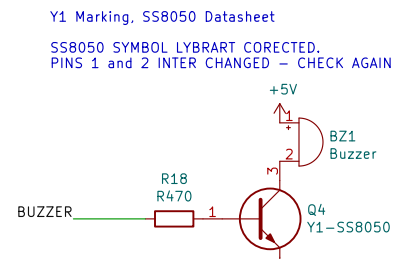 Y1 Marking, SS8050 Datasheet
SS8050 SYMBOL LYBRART CORECTED.
PINS 1 and 2 INTER CHANGED - CHECK AGAIN
+5V
1
+
BZ1
2
Buzzer
3
R18
R470
BUZZER
1
Q4
Y1-SS8050